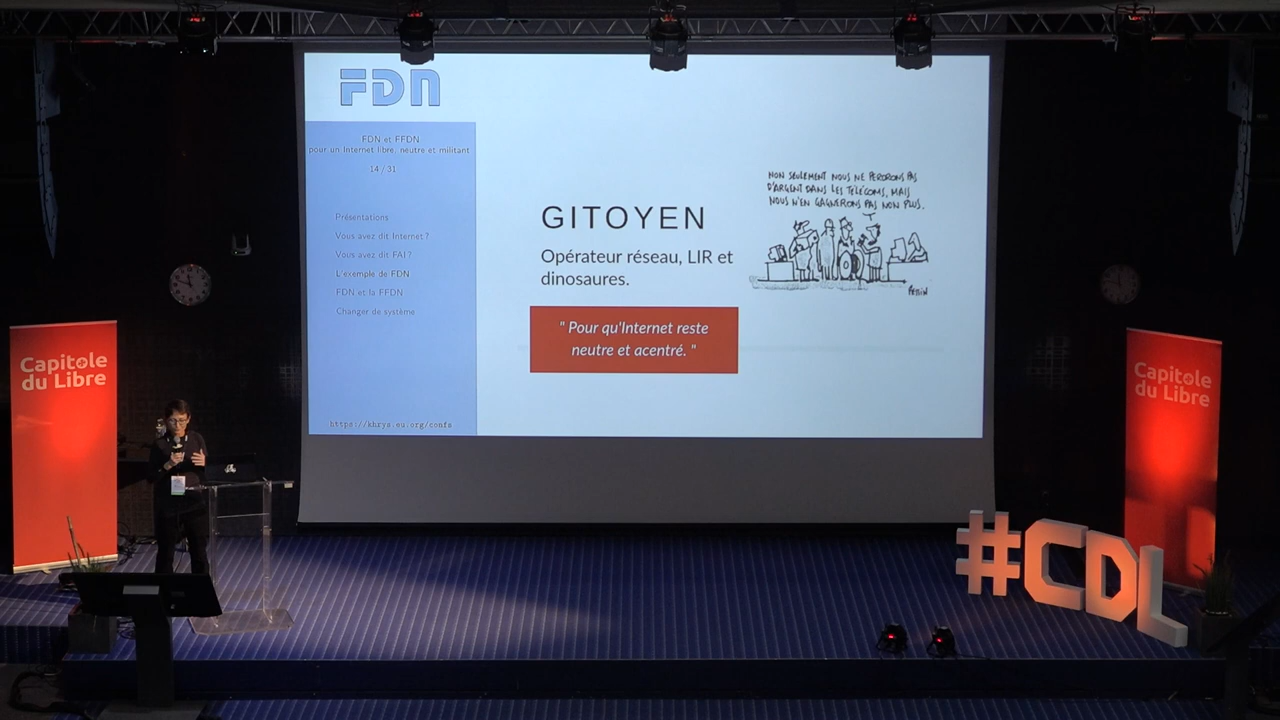 FDN
FDN et FFDN
pour un Internet libre, neutre et militant
14 / 31
Présentations
Vous avez dit Internet ?
Vous avez dit FAI ?
L'exemple de FDN
FDN et la FFDN
Changer de système
https://khrys.eu.org/confs
GITOYEN
Opérateur réseau, LIR et
dinosaures.
" Pour qu'Internet reste
neutre et acentré. "
NON SEULEMENT NOUS NE PERDRONS PAS
D'ARGENT DANS LES TÉLÉCOMS, MAIS
NOUS N'EN GAGNERONS PAS NON PLUS.
PESSIN
Capitole
du Libre
Capitole
du Libre
#CDL